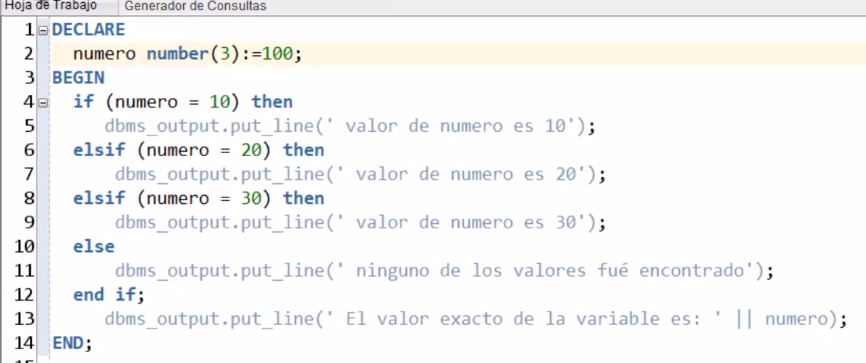 Hoja de Trabajo Generador de Consultas
1 DECLARE
2 numero number(3):=100;
3 BEGIN
4 if (numero = 10) then
5 dbms_output.put_line(' valor de numero es 10');
6 elsif (numero = 20) then
7 dbms_output.put_line(' valor de numero es 20');
8 elsif (numero = 30) then
9 dbms_output.put_line(' valor de numero es 30');
10 else
11 dbms_output.put_line(' ninguno de los valores fué encontrado');
12 end if;
13 dbms_output.put_line(' El valor exacto de la variable es: ' || numero);
14 END;